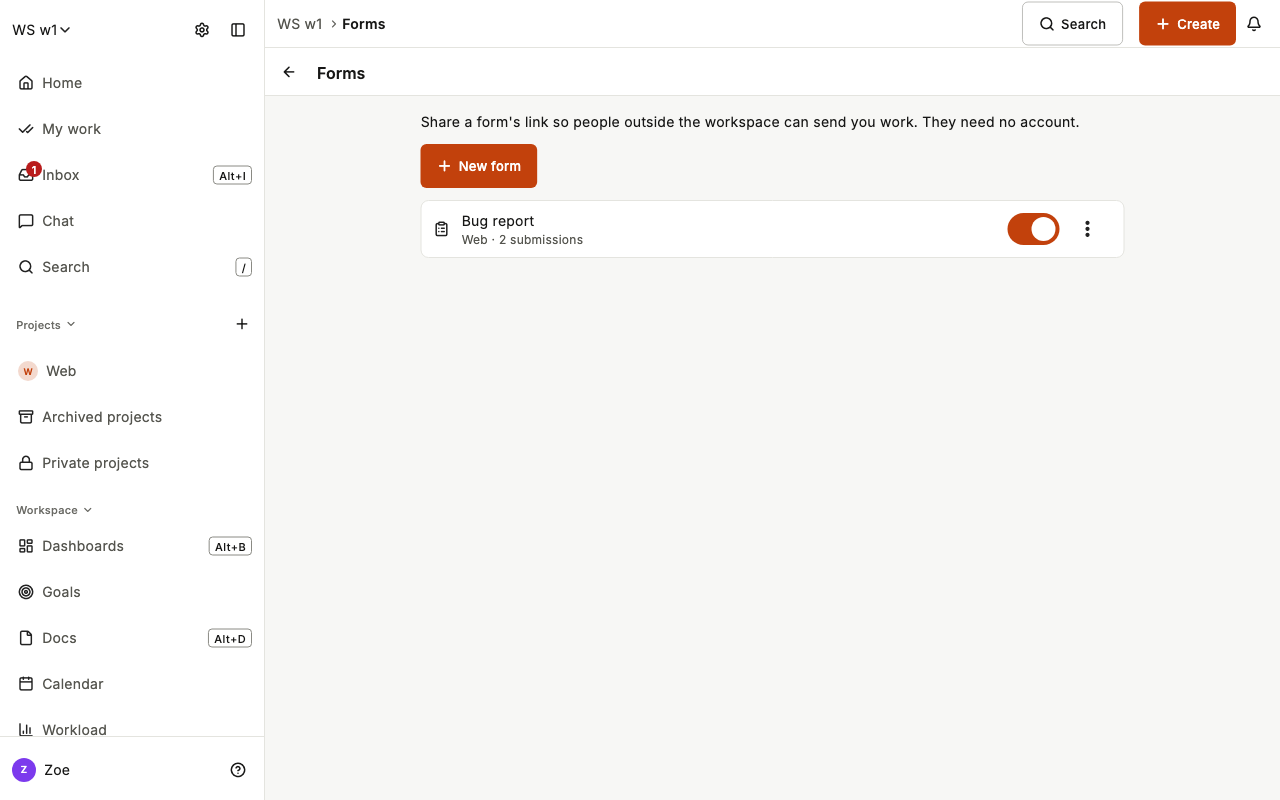 WS w1
Home
My work
1
Inbox
Alt+I
Chat
Search
/
Projects
W
Web
Archived projects
Private projects
Workspace
Dashboards
Alt+B
Goals
Docs
Alt+D
Calendar
Workload
Z
Zoe
WS w1
Forms
Search
Create
Forms
Share a form's link so people outside the workspace can send you work. They need no account.
New form
Bug report
Web · 2 submissions